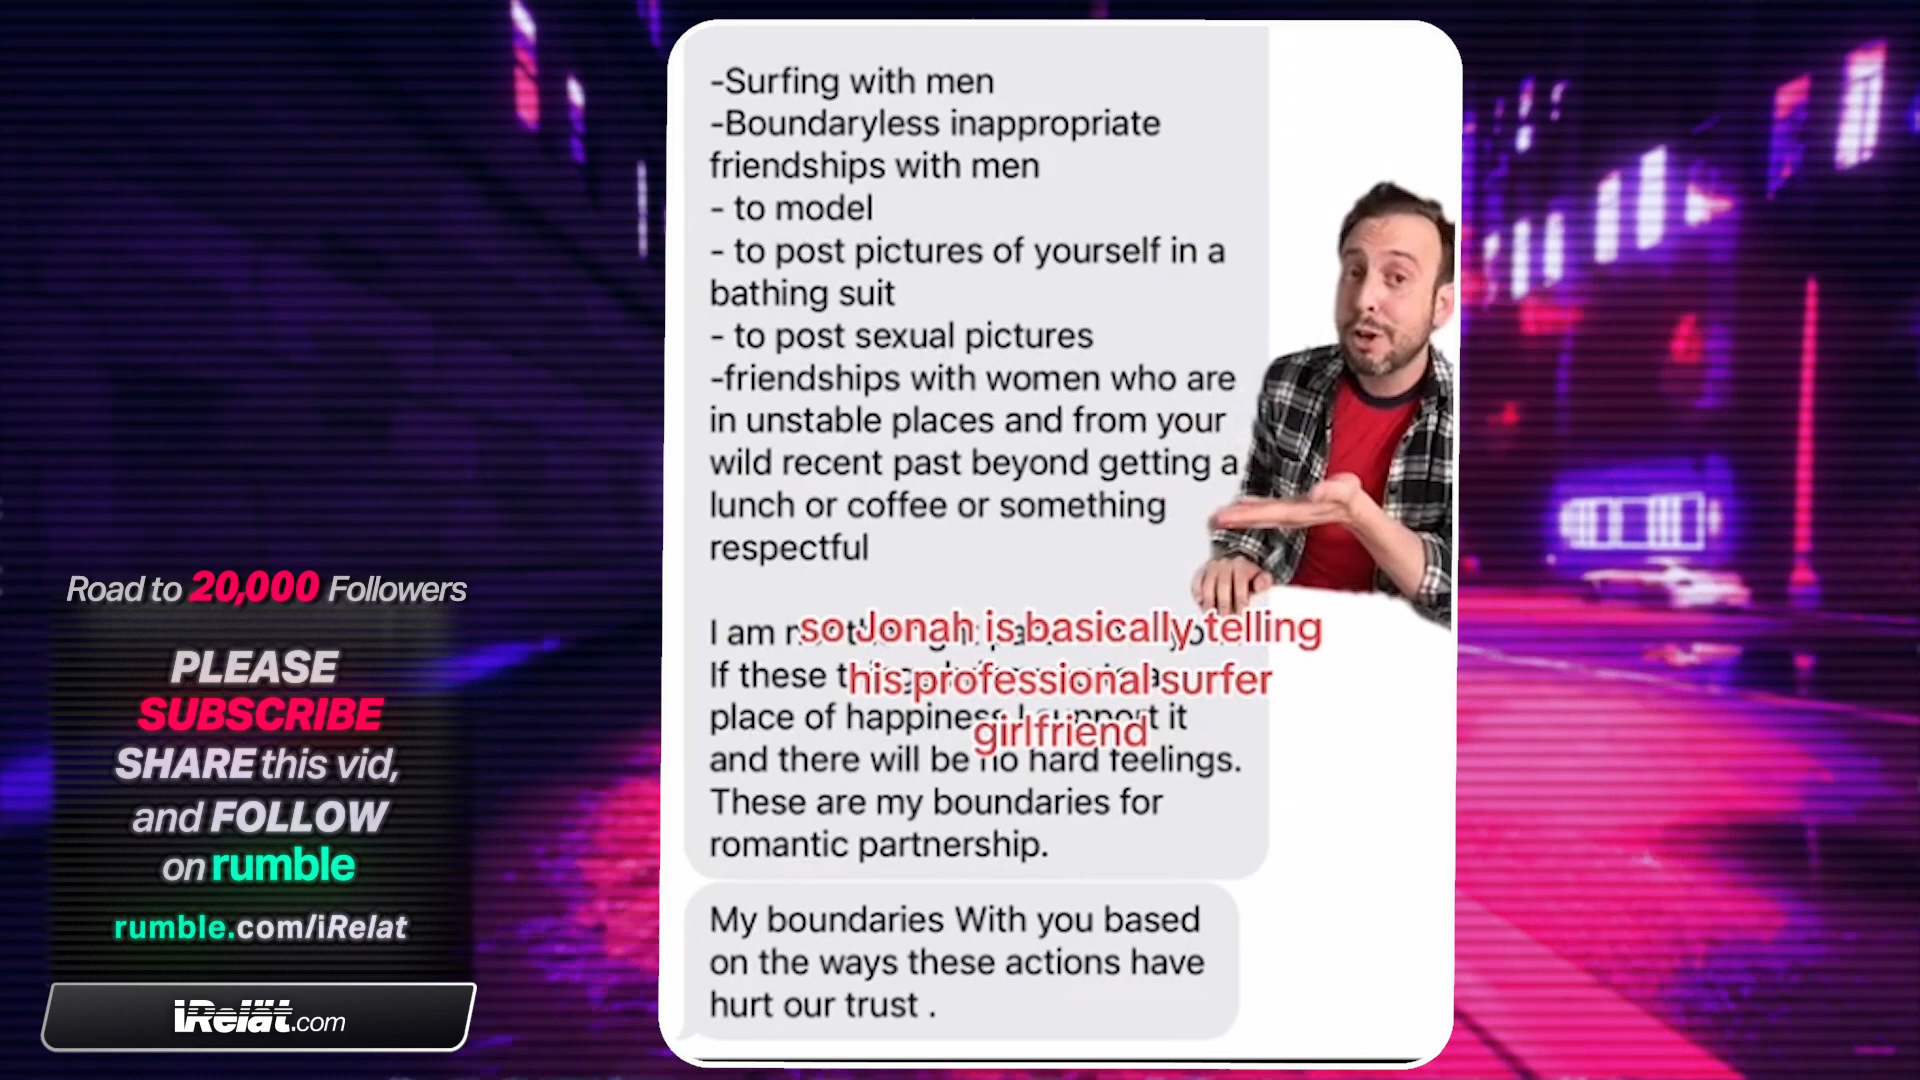 -Surfing with men
-Boundaryless inappropriate
friendships with men
- to model
- to post pictures of yourself in a
bathing suit
- to post sexual pictures
-friendships with women who are
in unstable places and from your
wild recent past beyond getting a
lunch or coffee or something
respectful
I am
If these
place of happiness I support it
and there will be no hard feelings.
These are my boundaries for
romantic partnership.
so Jonah is basically telling
his professional surfer
girlfriend
My boundaries With you based
on the ways these actions have
hurt our trust .
Road to 20,000 Followers
PLEASE
SUBSCRIBE
SHARE this vid,
and FOLLOW
on rumble
rumble.com/iRelat
iRelat.com